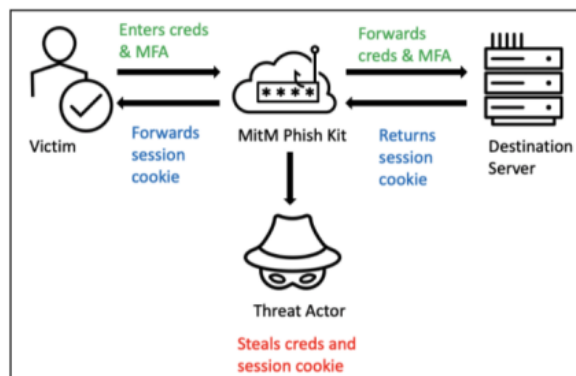 Enters creds
& MFA
Forwards
creds & MFA
****
Victim
Forwards
session
cookie
MitM Phish Kit
Returns
session
cookie
Destination
Server
Threat Actor
Steals creds and
session cookie